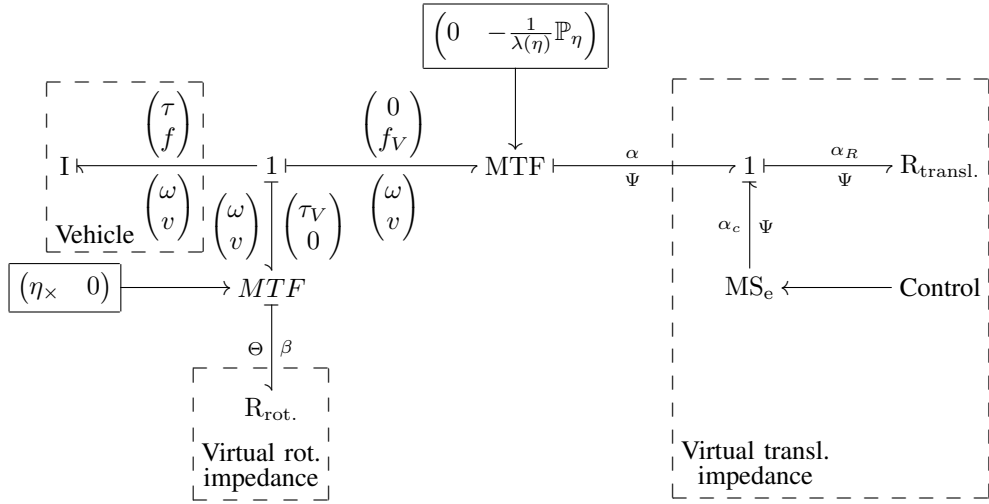 (0 −1/λ(η) ℙ_η)
(τ f)
(0 f_V)
I
1
MTF
α
Ψ
1
α_R
Ψ
R_transl.
(ω v)
(ω v)
(τ_V 0)
(ω v)
α_c
Ψ
Vehicle
(η_× 0)
MTF
MS_e
Control
Θ
β
R_rot.
Virtual rot.
impedance
Virtual transl.
impedance